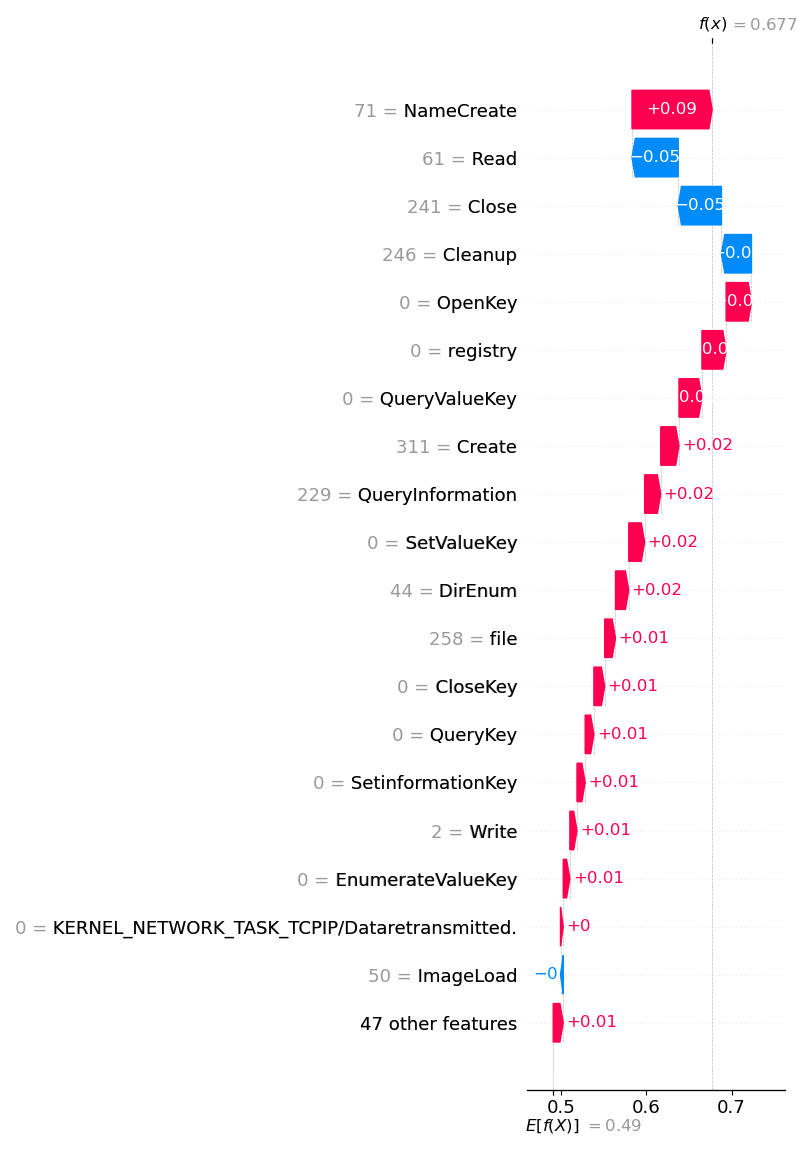 f(x) = 0.677
71 = NameCreate +0.09
61 = Read −0.05
241 = Close −0.05
246 = Cleanup
0 = OpenKey
0 = registry
0 = QueryValueKey
311 = Create +0.02
229 = QueryInformation +0.02
0 = SetValueKey +0.02
44 = DirEnum +0.02
258 = file +0.01
0 = CloseKey +0.01
0 = QueryKey +0.01
0 = SetinformationKey +0.01
2 = Write +0.01
0 = EnumerateValueKey +0.01
0 = KERNEL_NETWORK_TASK_TCPIP/Dataretransmitted. +0
50 = ImageLoad −0
47 other features +0.01
0.5 0.6 0.7
E[f(X)] = 0.49